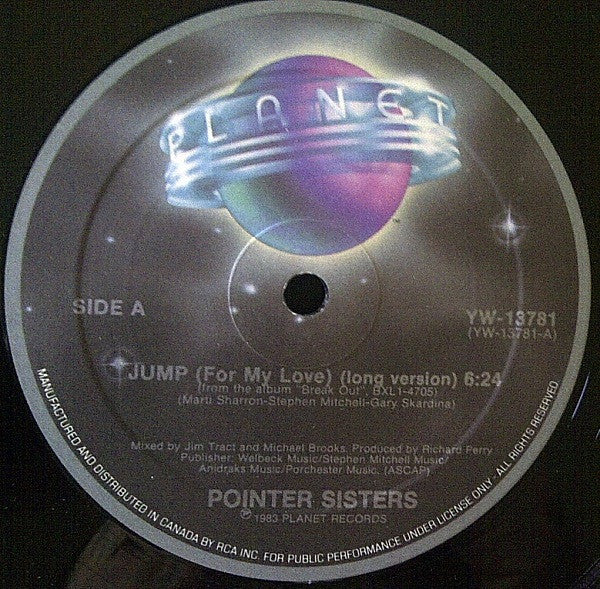 PLANET
SIDE A
YW-13781
(YW-13781-A)
JUMP (For My Love) (long version) 6:24
(from the album "Break Out", BXL1-4705)
(Marti Sharron-Stephen Mitchell-Gary Skardina)
Mixed by Jim Tract and Michael Brooks. Produced by Richard Perry
Publisher: Welbeck Music/Stephen Mitchell Music/
Anidraks Music/Porchester Music. (ASCAP)
POINTER SISTERS
℗ 1983 PLANET RECORDS
MANUFACTURED AND DISTRIBUTED IN CANADA BY RCA INC. FOR PUBLIC PERFORMANCE UNDER LICENSE ONLY - ALL RIGHTS RESERVED